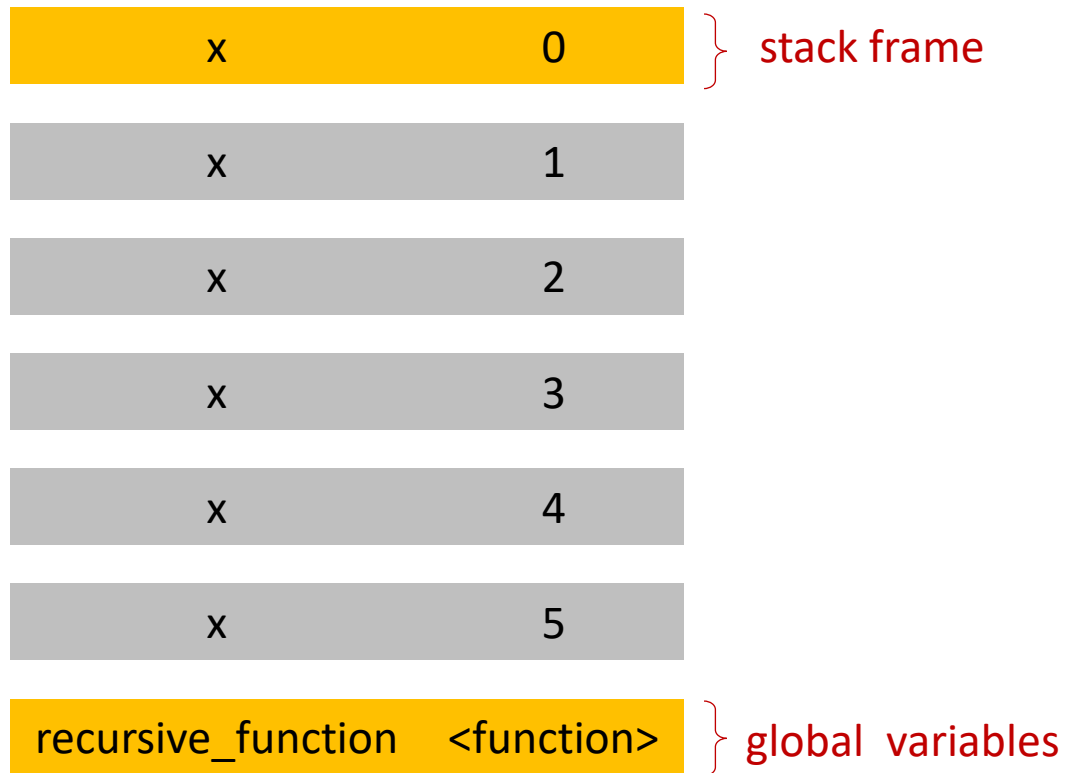 x 0 stack frame
x 1
x 2
x 3
x 4
x 5
recursive_function <function> global variables